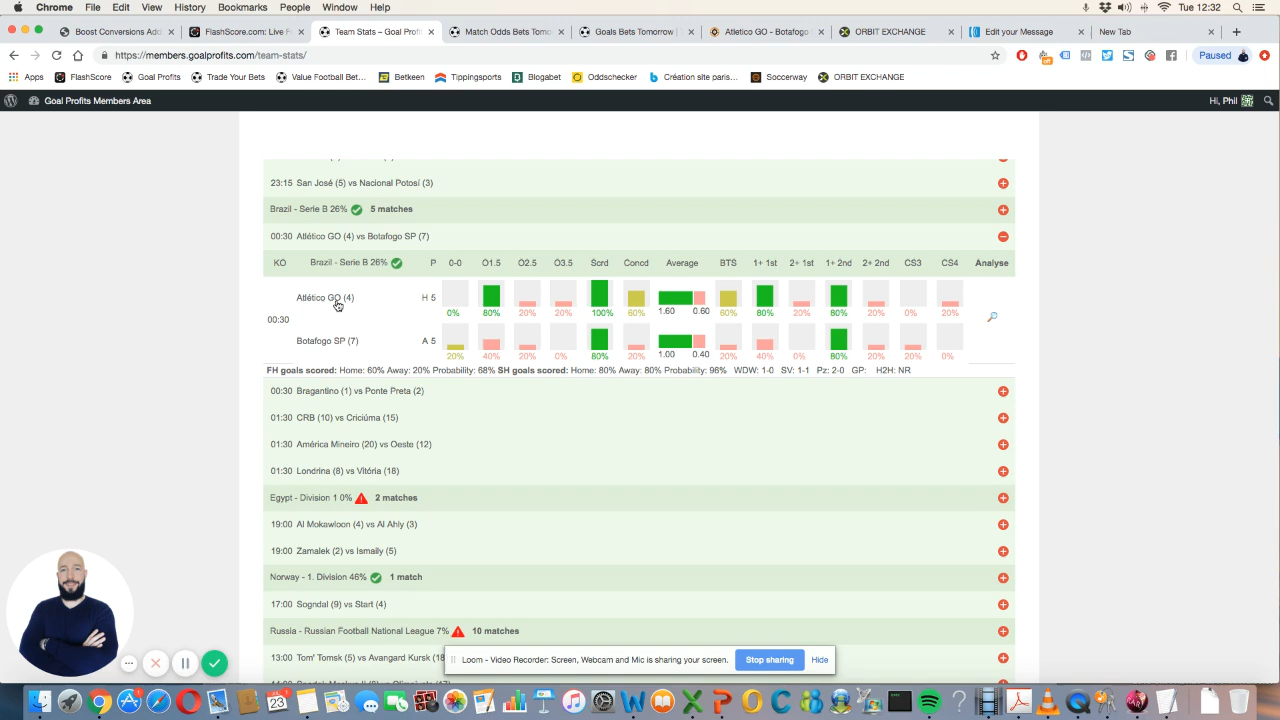 Chrome File Edit View History Bookmarks People Window Help Tue 12:32
Boost Conversions Add FlashScore.com: Live F Team Stats – Goal Profits Match Odds Bets Tomo Goals Bets Tomorrow | Atletico GO - Botafogo ORBIT EXCHANGE Edit your Message New Tab
https://members.goalprofits.com/team-stats/ Paused
Apps FlashScore Goal Profits Trade Your Bets Value Football Bet... Betkeen Tippingsports Blogabet Oddschecker Création site paris... Soccerway ORBIT EXCHANGE
Goal Profits Members Area Hi, Phil
23:15 San José (5) vs Nacional Potosí (3)
Brazil - Serie B 26% 5 matches
00:30 Atlético GO (4) vs Botafogo SP (7)
KO Brazil - Serie B 26% P 0-0 O1.5 O2.5 O3.5 Scrd Concd Average BTS 1+ 1st 2+ 1st 1+ 2nd 2+ 2nd CS3 CS4 Analyse
Atlético GO (4) H 5
0% 80% 20% 20% 100% 60% 1.60 0.60 60% 80% 20% 80% 20% 0% 20%
00:30
Botafogo SP (7) A 5
20% 40% 20% 0% 80% 20% 1.00 0.40 20% 40% 0% 80% 20% 20% 0%
FH goals scored: Home: 60% Away: 20% Probability: 68% SH goals scored: Home: 80% Away: 80% Probability: 96% WDW: 1-0 SV: 1-1 Pz: 2-0 GP: H2H: NR
00:30 Bragantino (1) vs Ponte Preta (2)
01:30 CRB (10) vs Criciúma (15)
01:30 América Mineiro (20) vs Oeste (12)
01:30 Londrina (8) vs Vitória (18)
Egypt - Division 1 0% 2 matches
19:00 Al Mokawloon (4) vs Al Ahly (3)
19:00 Zamalek (2) vs Ismaily (5)
Norway - 1. Division 46% 1 match
17:00 Sogndal (9) vs Start (4)
Russia - Russian Football National League 7% 10 matches
13:00 Tom' Tomsk (5) vs Avangard Kursk
Loom - Video Recorder: Screen, Webcam and Mic is sharing your screen. Stop sharing Hide